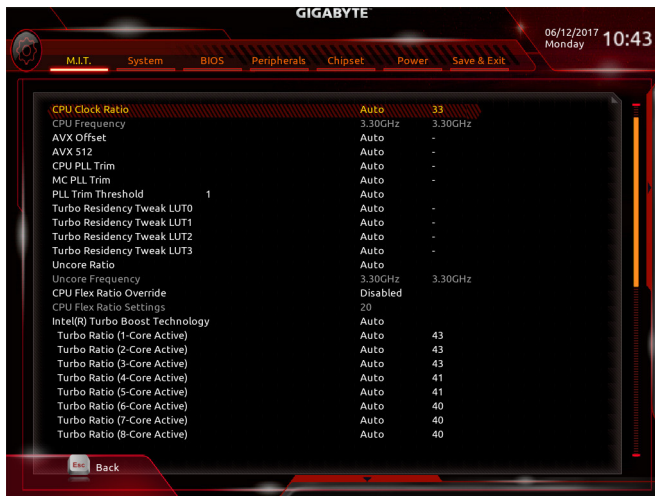 GIGABYTE
06/12/2017 Monday 10:43
M.I.T. System BIOS Peripherals Chipset Power Save & Exit
CPU Clock Ratio Auto 33
CPU Frequency 3.30GHz 3.30GHz
AVX Offset Auto -
AVX 512 Auto -
CPU PLL Trim Auto -
MC PLL Trim Auto -
PLL Trim Threshold 1 Auto
Turbo Residency Tweak LUT0 Auto -
Turbo Residency Tweak LUT1 Auto -
Turbo Residency Tweak LUT2 Auto -
Turbo Residency Tweak LUT3 Auto -
Uncore Ratio Auto
Uncore Frequency 3.30GHz 3.30GHz
CPU Flex Ratio Override Disabled
CPU Flex Ratio Settings 20
Intel(R) Turbo Boost Technology Auto
Turbo Ratio (1-Core Active) Auto 43
Turbo Ratio (2-Core Active) Auto 43
Turbo Ratio (3-Core Active) Auto 43
Turbo Ratio (4-Core Active) Auto 41
Turbo Ratio (5-Core Active) Auto 41
Turbo Ratio (6-Core Active) Auto 40
Turbo Ratio (7-Core Active) Auto 40
Turbo Ratio (8-Core Active) Auto 40
Esc Back